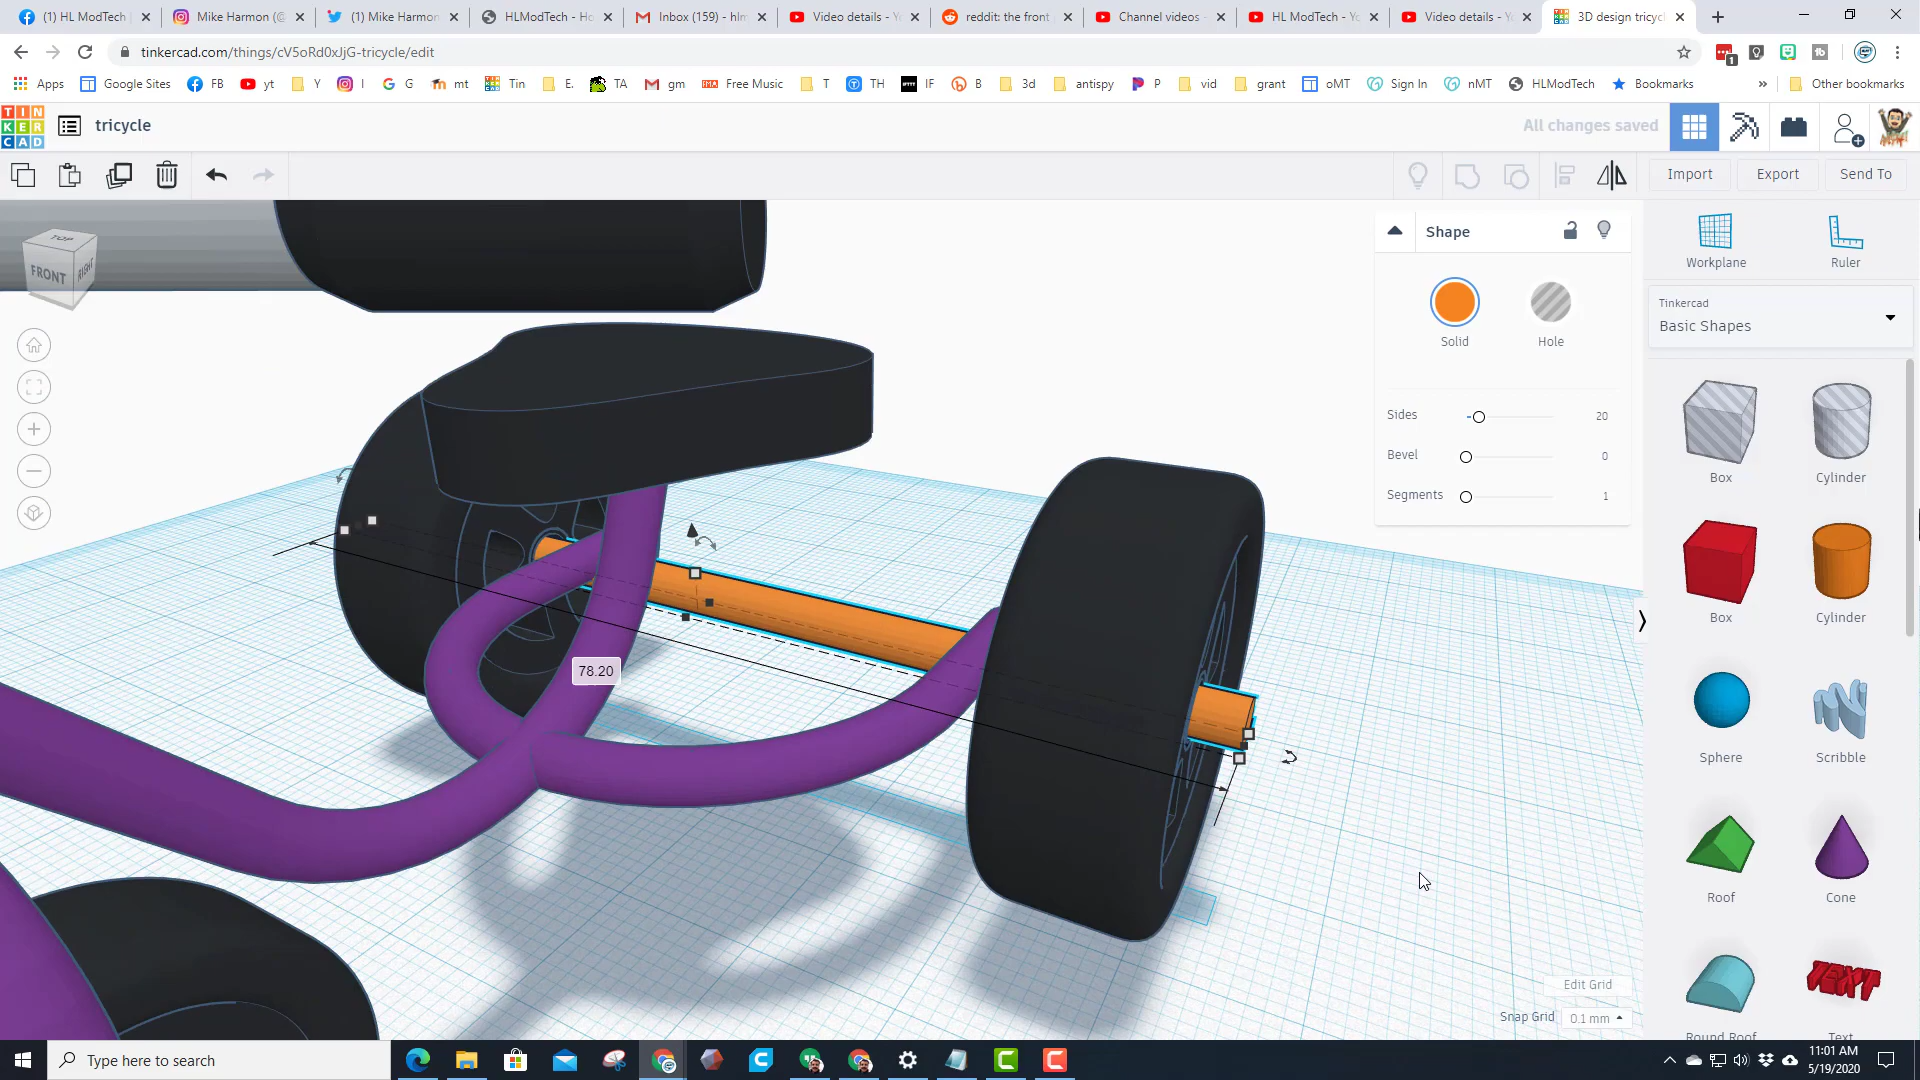 (1) HL ModTech
Mike Harmon (@
(1) Mike Harmon
HLModTech - Ho
Inbox (159) - hlm
Video details - Yo
reddit: the front
Channel videos -
HL ModTech - Yo
Video details - Yo
3D design tricycl
tinkercad.com/things/cV5oRd0xJjG-tricycle/edit
1
Apps
Google Sites
FB
yt
Y
I
G
mt
Tin
E.
TA
gm
Free Music
T
TH
IF
B
3d
antispy
P
vid
grant
oMT
Sign In
nMT
HLModTech
Bookmarks
»
Other bookmarks
TIN
KER
CAD
tricycle
All changes saved
Import
Export
Send To
TOP
FRONT
RIGHT
Shape
Solid
Hole
Sides
20
Bevel
0
Segments
1
Workplane
Ruler
Tinkercad
Basic Shapes
Box
Cylinder
Box
Cylinder
Sphere
Scribble
Roof
Cone
TEXT
Round Roof
Text
78.20
Edit Grid
Snap Grid
0.1 mm
Type here to search
11:01 AM
5/19/2020